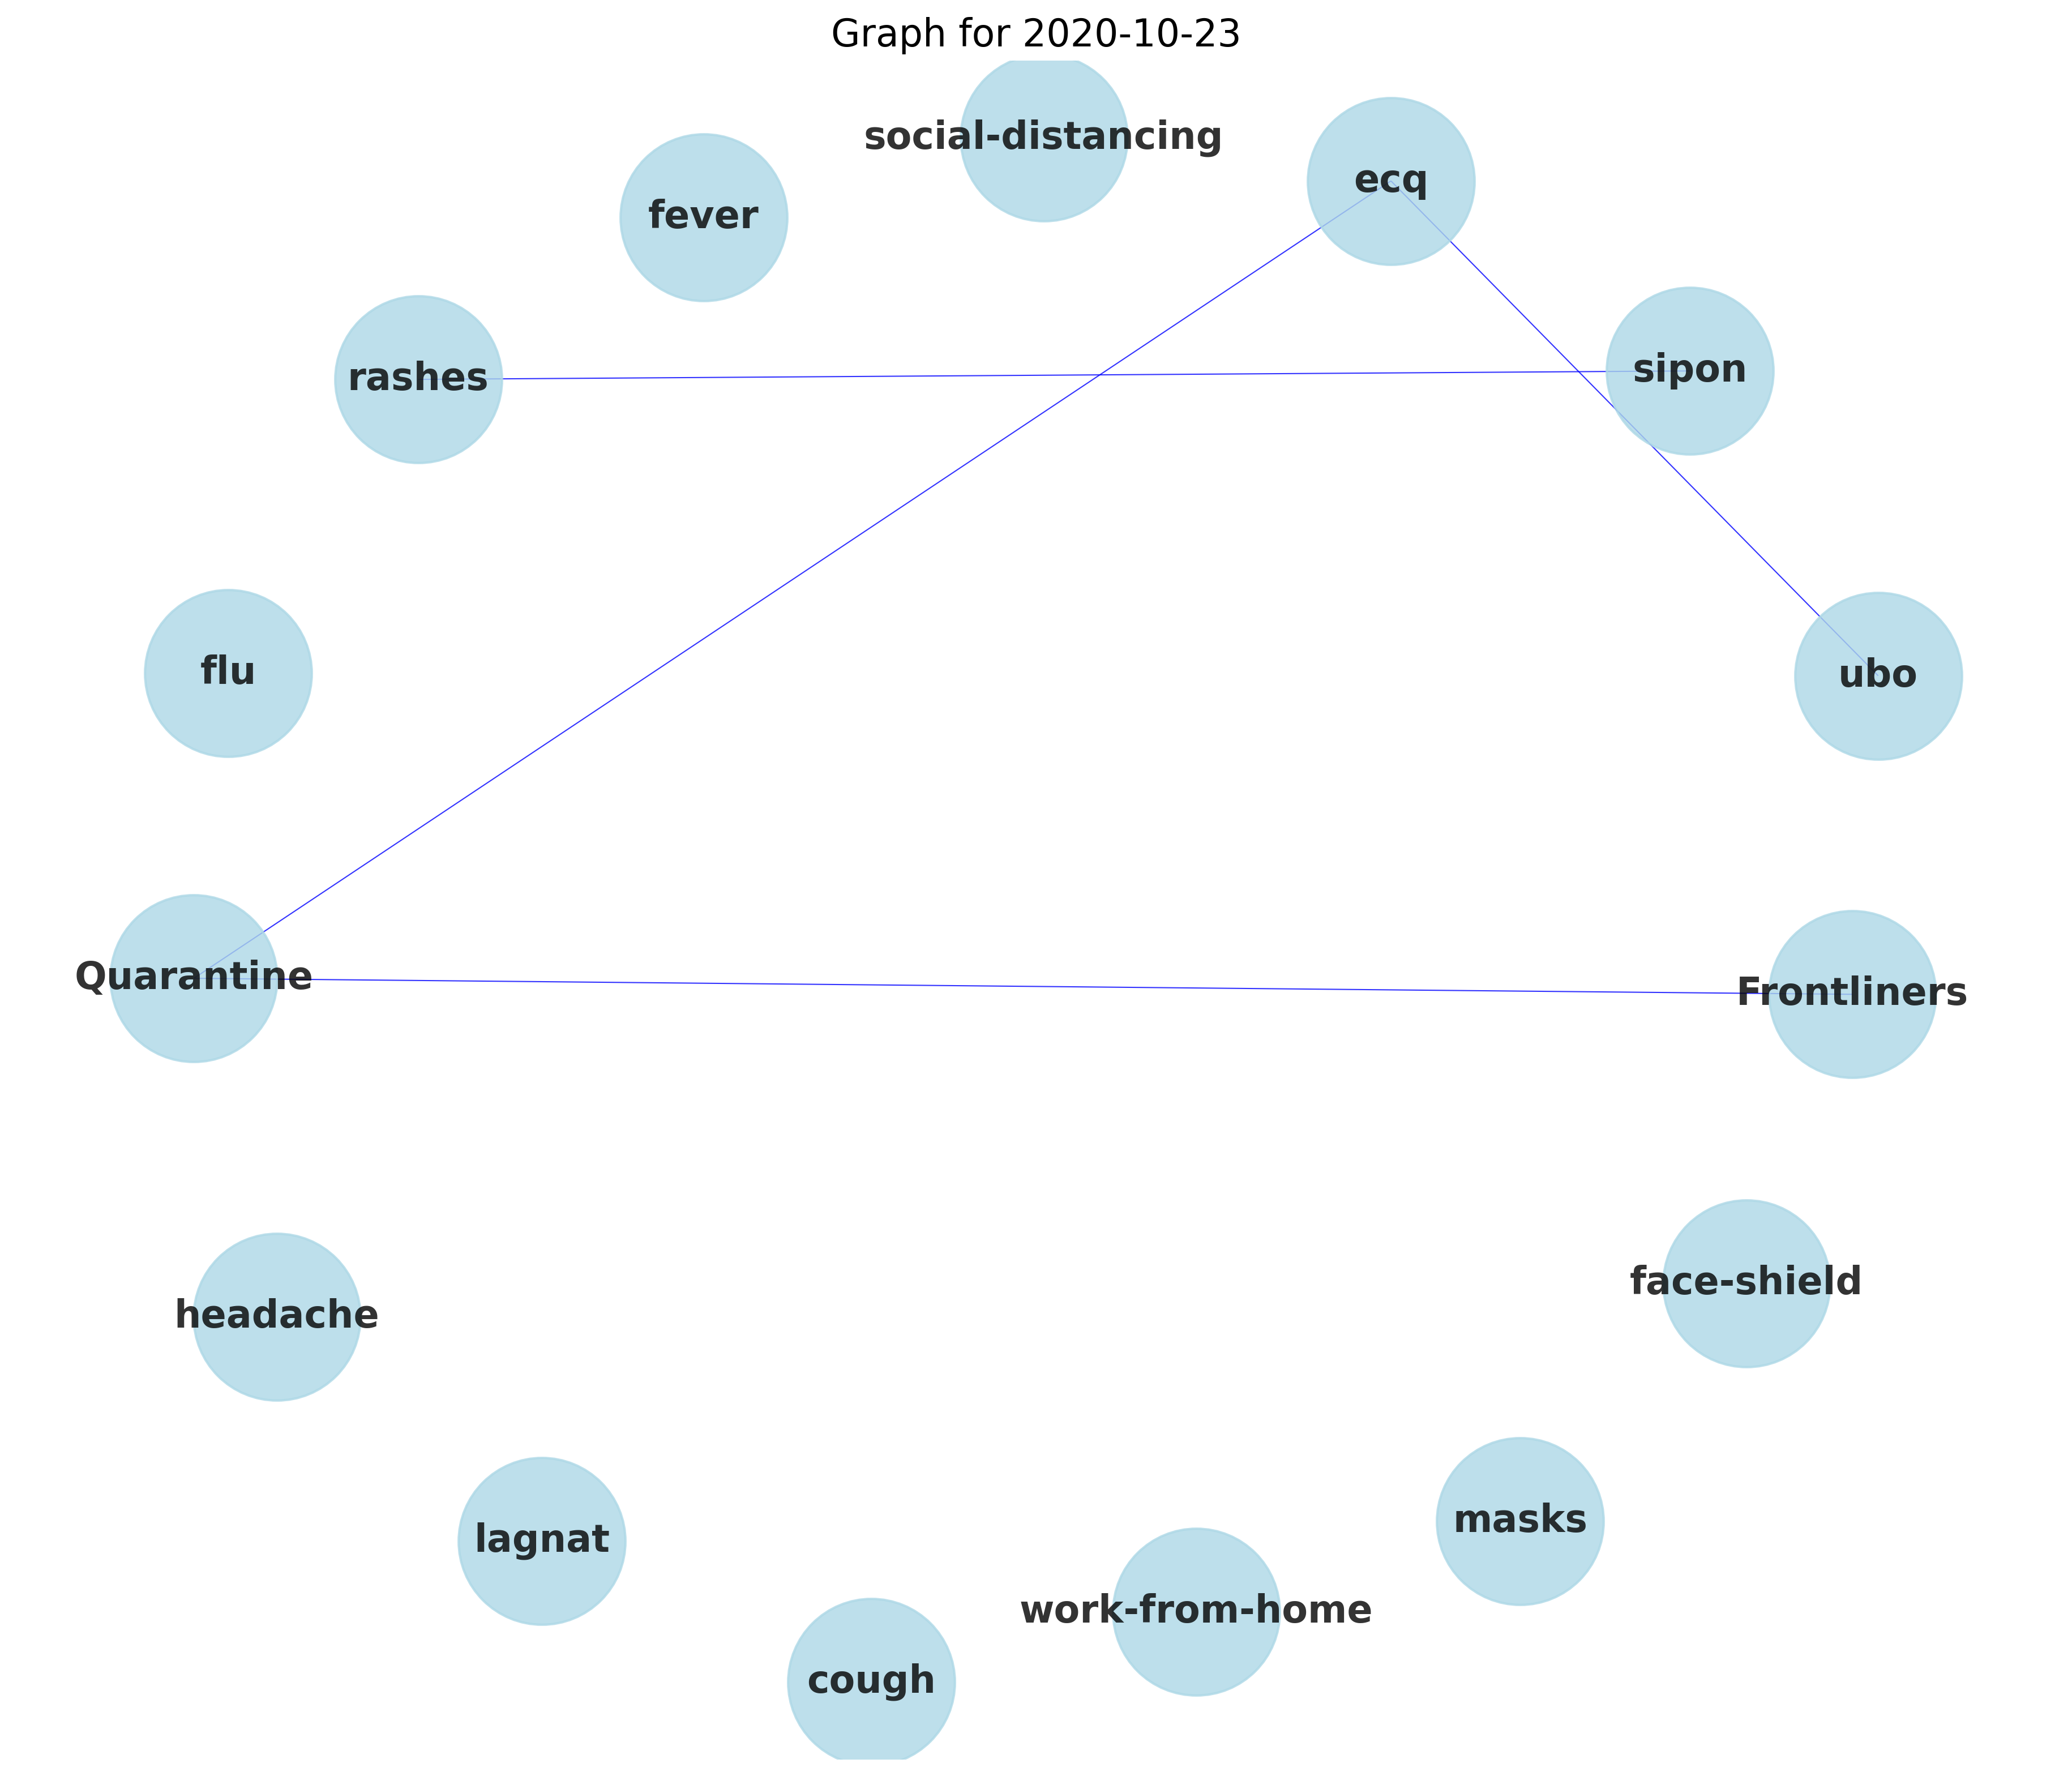 Graph for 2020-10-23
social-distancing
ecq
fever
sipon
rashes
flu
ubo
Quarantine
Frontliners
face-shield
headache
masks
lagnat
work-from-home
cough